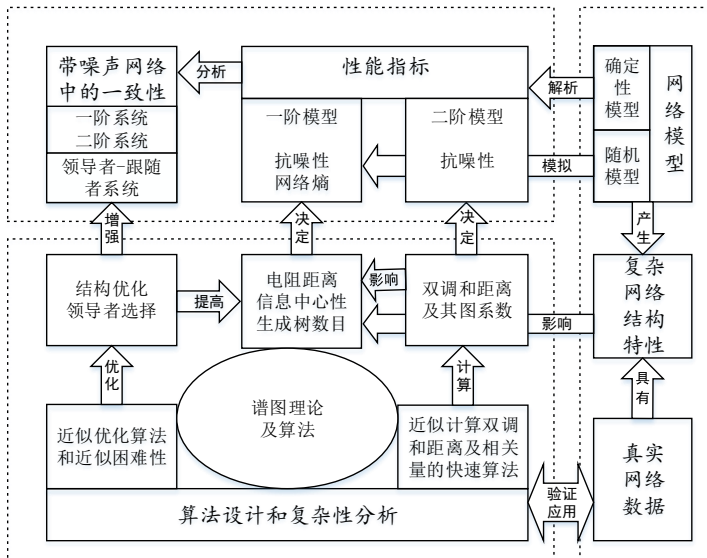 带噪声网络
中的一致性
一阶系统
二阶系统
领导者-跟随
者系统
分析
性能指标
一阶模型
抗噪性
网络熵
二阶模型
抗噪性
解析
模拟
确定
性
模型
随机
模型
网络模型
增强
决定
决定
产生
结构优化
领导者选择
提高
电阻距离
信息中心性
生成树数目
影响
双调和距离
及其图系数
影响
复杂
网络
结构
特性
优化
谱图理论
及算法
计算
具有
近似优化算法
和近似困难性
近似计算双调
和距离及相关
量的快速算法
算法设计和复杂性分析
验证
应用
真实
网络
数据